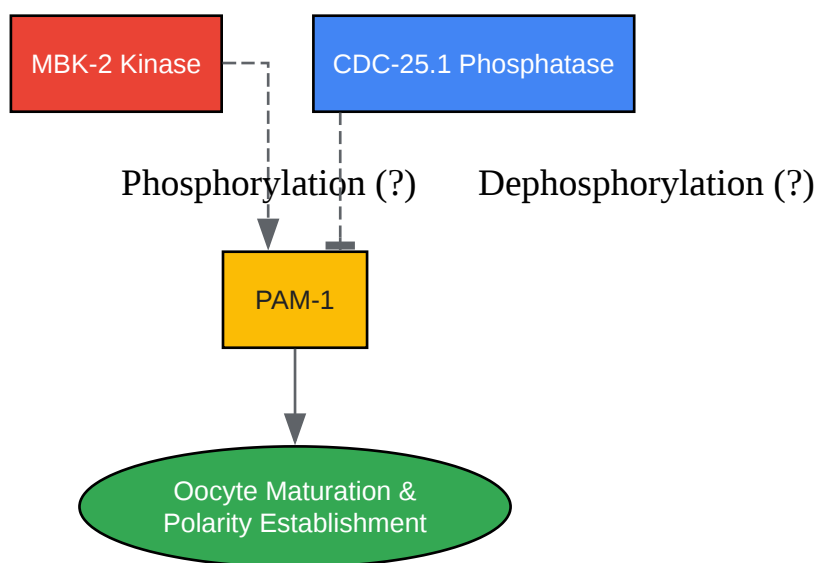 MBK-2 Kinase
CDC-25.1 Phosphatase
Phosphorylation (?)
Dephosphorylation (?)
PAM-1
Oocyte Maturation &
Polarity Establishment